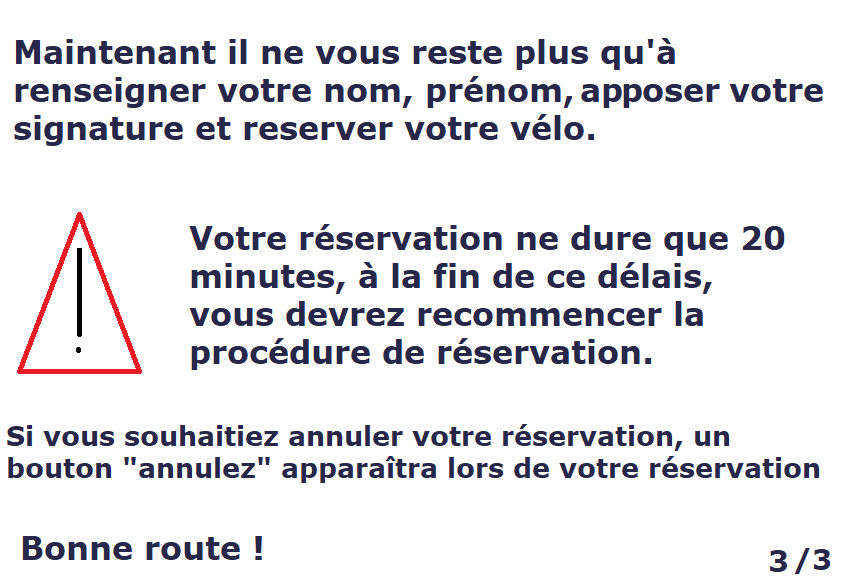 Maintenant il ne vous reste plus qu'à
renseigner votre nom, prénom, apposer votre
signature et reserver votre vélo.
Votre réservation ne dure que 20
minutes, à la fin de ce délais,
vous devrez recommencer la
procédure de réservation.
Si vous souhaitiez annuler votre réservation, un
bouton "annulez" apparaîtra lors de votre réservation
Bonne route !
3/3